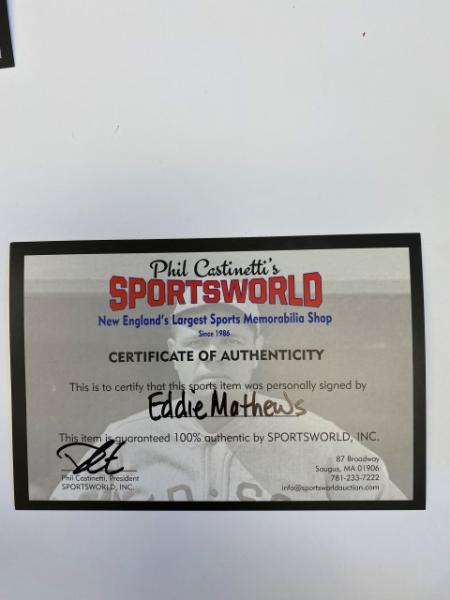 Phil Castinetti's
SPORTSWORLD
New England's Largest Sports Memorabilia Shop
Since 1986
CERTIFICATE OF AUTHENTICITY
This is to certify that this sports item was personally signed by
Eddie Mathews
This item is guaranteed 100% authentic by SPORTSWORLD, INC.
Phil Castinetti, President
SPORTSWORLD, INC.
87 Broadway
Saugus, MA 01906
781-233-7222
info@sportsworldauction.com